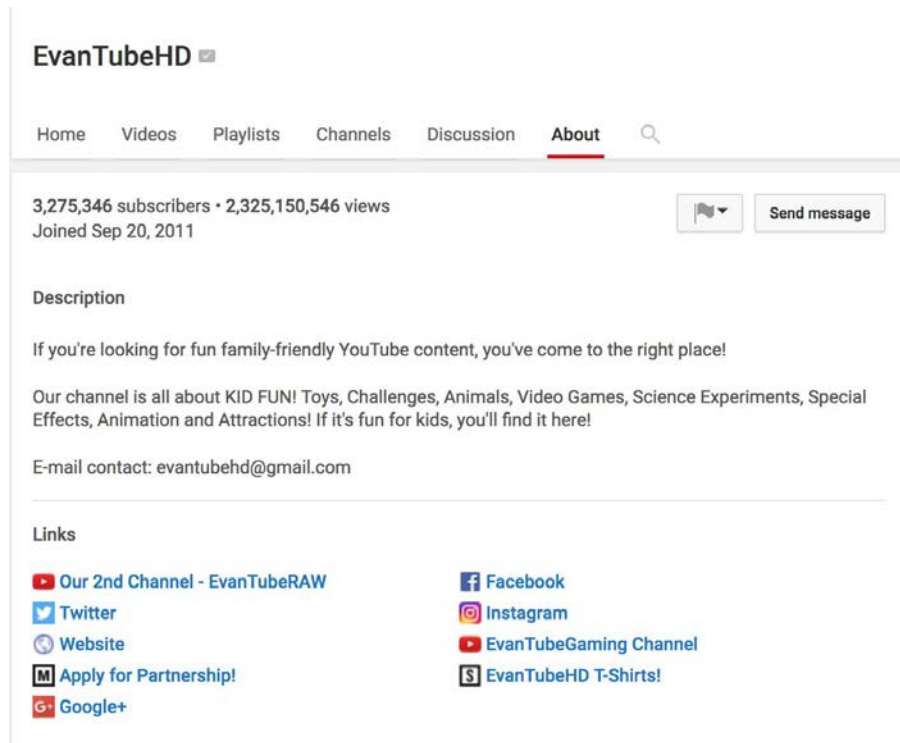 EvanTubeHD
Home Videos Playlists Channels Discussion About
3,275,346 subscribers • 2,325,150,546 views
Joined Sep 20, 2011
Send message
Description
If you're looking for fun family-friendly YouTube content, you've come to the right place!
Our channel is all about KID FUN! Toys, Challenges, Animals, Video Games, Science Experiments, Special
Effects, Animation and Attractions! If it's fun for kids, you'll find it here!
E-mail contact: evantubehd@gmail.com
Links
Our 2nd Channel - EvanTubeRAW
Facebook
Twitter
Instagram
Website
EvanTubeGaming Channel
M Apply for Partnership!
S EvanTubeHD T-Shirts!
G+ Google+